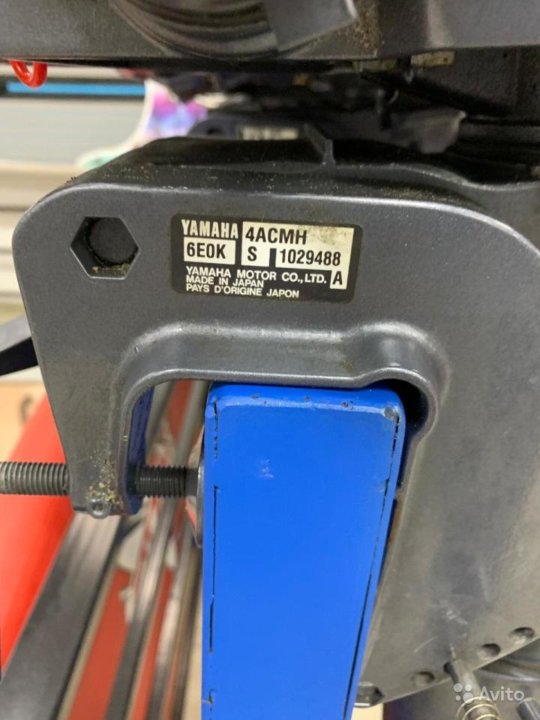 YAMAHA 4ACMH
6E0K S 1029488
YAMAHA MOTOR CO.,LTD. A
MADE IN JAPAN
PAYS D'ORIGINE JAPON
Avito